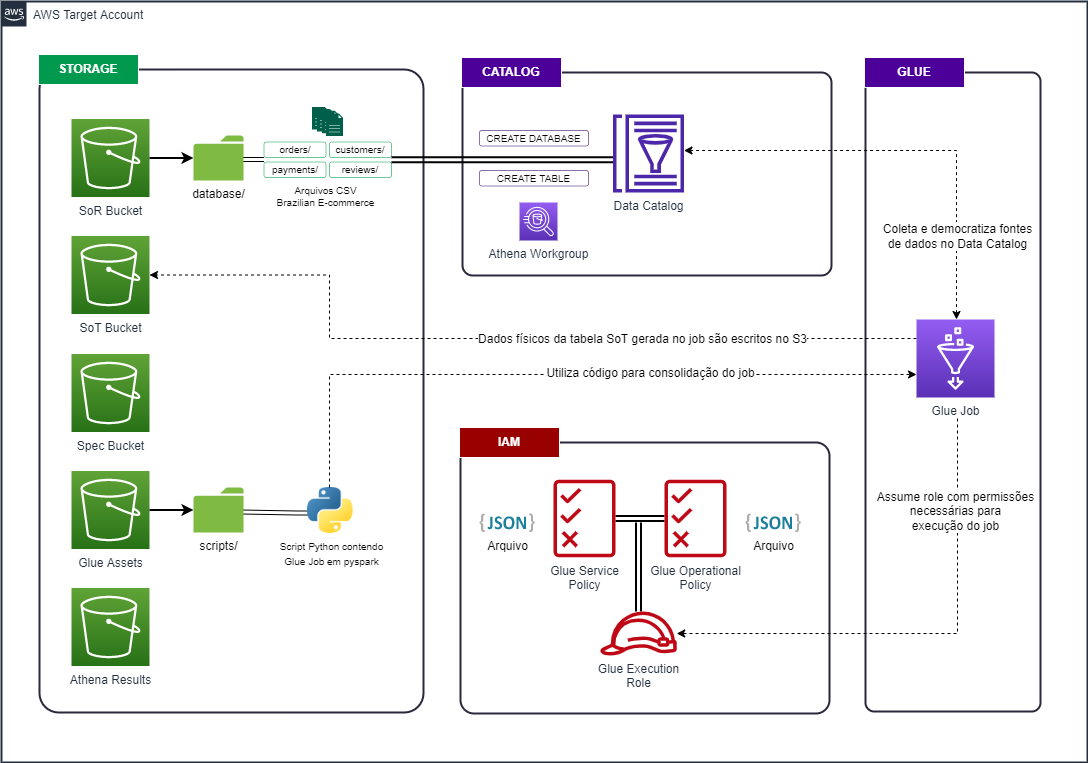 aws
AWS Target Account
STORAGE
SoR Bucket
database/
orders/
customers/
payments/
reviews/
Arquivos CSV
Brazilian E-commerce
SoT Bucket
Spec Bucket
Glue Assets
scripts/
Script Python contendo
Glue Job em pyspark
Athena Results
CATALOG
CREATE DATABASE
CREATE TABLE
Data Catalog
Athena Workgroup
Dados físicos da tabela SoT gerada no job são escritos no S3
Utiliza código para consolidação do job
IAM
{JSON}
Arquivo
Glue Service
Policy
Glue Operational
Policy
{JSON}
Arquivo
Glue Execution
Role
GLUE
Coleta e democratiza fontes
de dados no Data Catalog
Glue Job
Assume role com permissões
necessárias para
execução do job